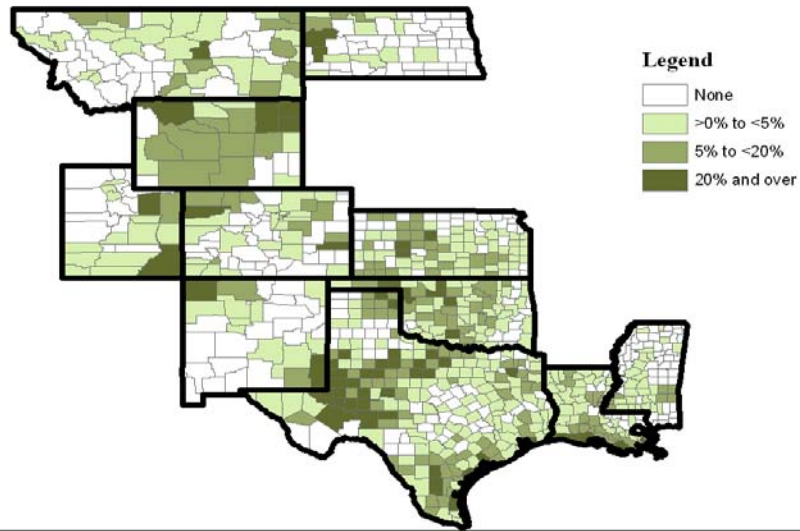 Legend
None
>0% to <5%
5% to <20%
20% and over